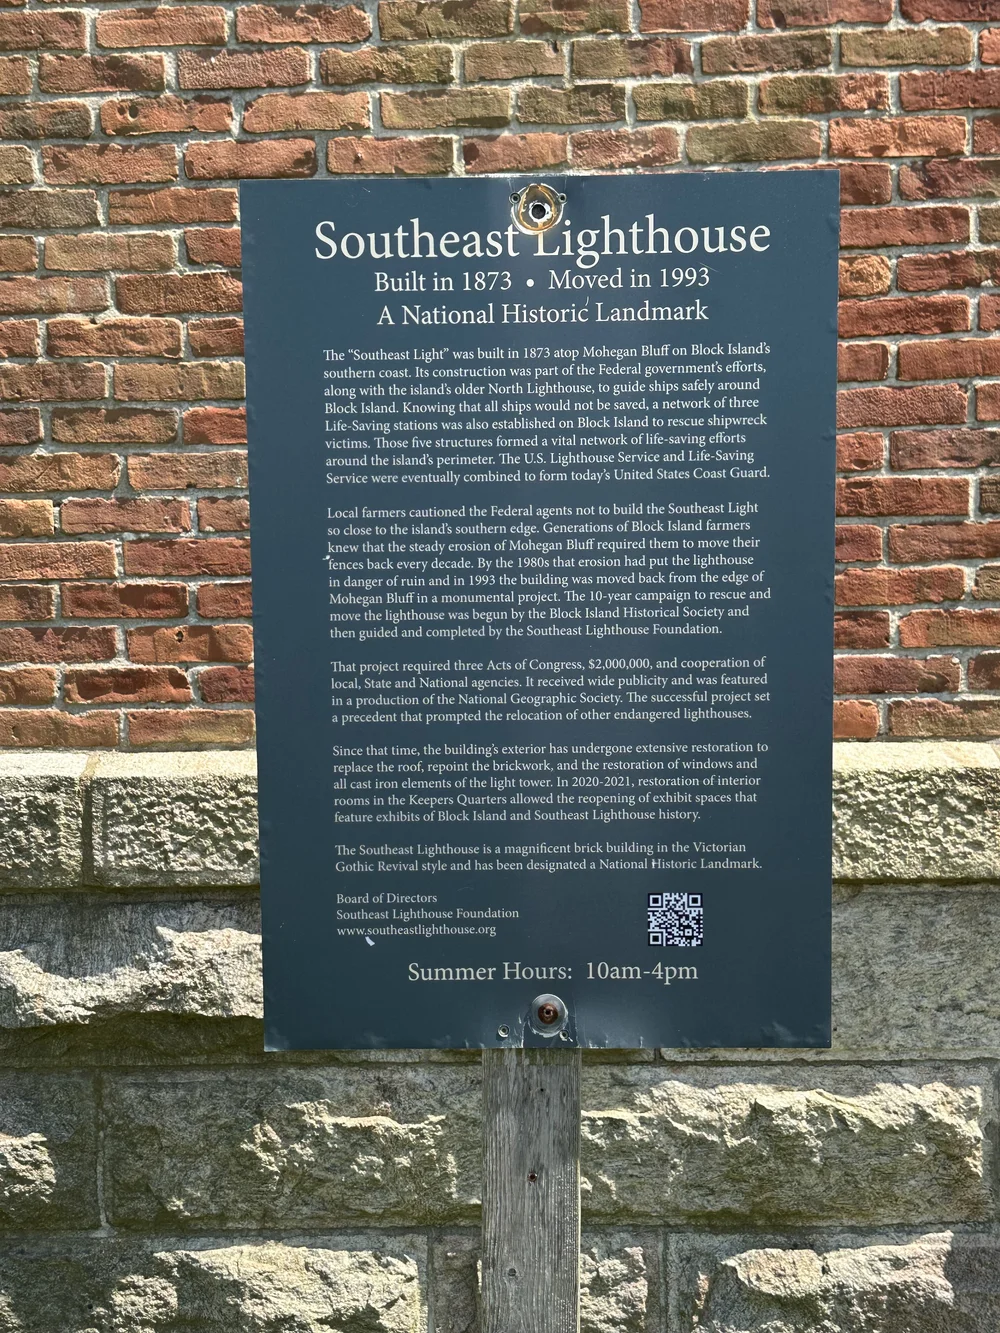 Southeast Lighthouse
Built in 1873 • Moved in 1993
A National Historic Landmark
The “Southeast Light” was built in 1873 atop Mohegan Bluff on Block Island’s
southern coast. Its construction was part of the Federal government’s efforts,
along with the island’s older North Lighthouse, to guide ships safely around
Block Island. Knowing that all ships would not be saved, a network of three
Life-Saving stations was also established on Block Island to rescue shipwreck
victims. Those five structures formed a vital network of life-saving efforts
around the island’s perimeter. The U.S. Lighthouse Service and Life-Saving
Service were eventually combined to form today’s United States Coast Guard.
Local farmers cautioned the Federal agents not to build the Southeast Light
so close to the island’s southern edge. Generations of Block Island farmers
knew that the steady erosion of Mohegan Bluff required them to move their
fences back every decade. By the 1980s that erosion had put the lighthouse
in danger of ruin and in 1993 the building was moved back from the edge of
Mohegan Bluff in a monumental project. The 10-year campaign to rescue and
move the lighthouse was begun by the Block Island Historical Society and
then guided and completed by the Southeast Lighthouse Foundation.
That project required three Acts of Congress, $2,000,000, and cooperation of
local, State and National agencies. It received wide publicity and was featured
in a production of the National Geographic Society. The successful project set
a precedent that prompted the relocation of other endangered lighthouses.
Since that time, the building’s exterior has undergone extensive restoration to
replace the roof, repoint the brickwork, and the restoration of windows and
all cast iron elements of the light tower. In 2020-2021, restoration of interior
rooms in the Keepers Quarters allowed the reopening of exhibit spaces that
feature exhibits of Block Island and Southeast Lighthouse history.
The Southeast Lighthouse is a magnificent brick building in the Victorian
Gothic Revival style and has been designated a National Historic Landmark.
Board of Directors
Southeast Lighthouse Foundation
www.southeastlighthouse.org
Summer Hours: 10am-4pm